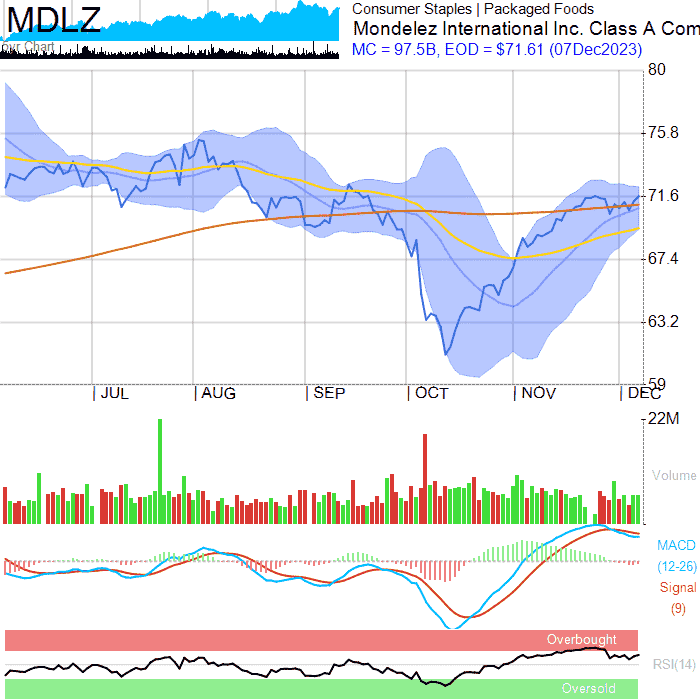 MDLZ
Consumer Staples | Packaged Foods
Mondelez International Inc. Class A Com
MC = 97.5B, EOD = $71.61 (07Dec2023)
our Chart
80
75.8
71.6
67.4
63.2
59
JUL
AUG
SEP
OCT
NOV
DEC
22M
Volume
MACD
(12-26)
Signal
(9)
Overbought
RSI(14)
Oversold